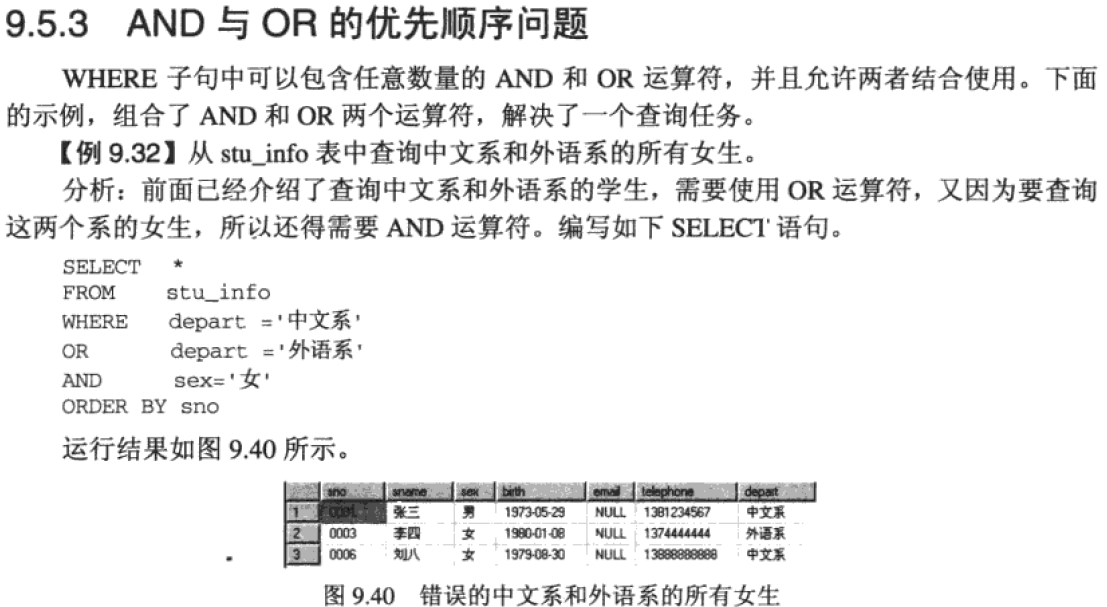 9.5.3 AND 与 OR 的优先顺序问题
WHERE 子句中可以包含任意数量的 AND 和 OR 运算符，并且允许两者结合使用。下面
的示例，组合了 AND 和 OR 两个运算符，解决了一个查询任务。
【例 9.32】从 stu_info 表中查询中文系和外语系的所有女生。
分析：前面已经介绍了查询中文系和外语系的学生，需要使用 OR 运算符，又因为要查询
这两个系的女生，所以还得需要 AND 运算符。编写如下 SELECT 语句。
SELECT *
FROM stu_info
WHERE depart ='中文系'
OR depart ='外语系'
AND sex='女'
ORDER BY sno
运行结果如图 9.40 所示。
sno sname sex birth email telephone depart
1 0001 张三 男 1973-05-29 NULL 1381234567 中文系
2 0003 李四 女 1980-01-08 NULL 1374444444 外语系
3 0006 刘八 女 1979-08-30 NULL 13888888888 中文系
图 9.40 错误的中文系和外语系的所有女生